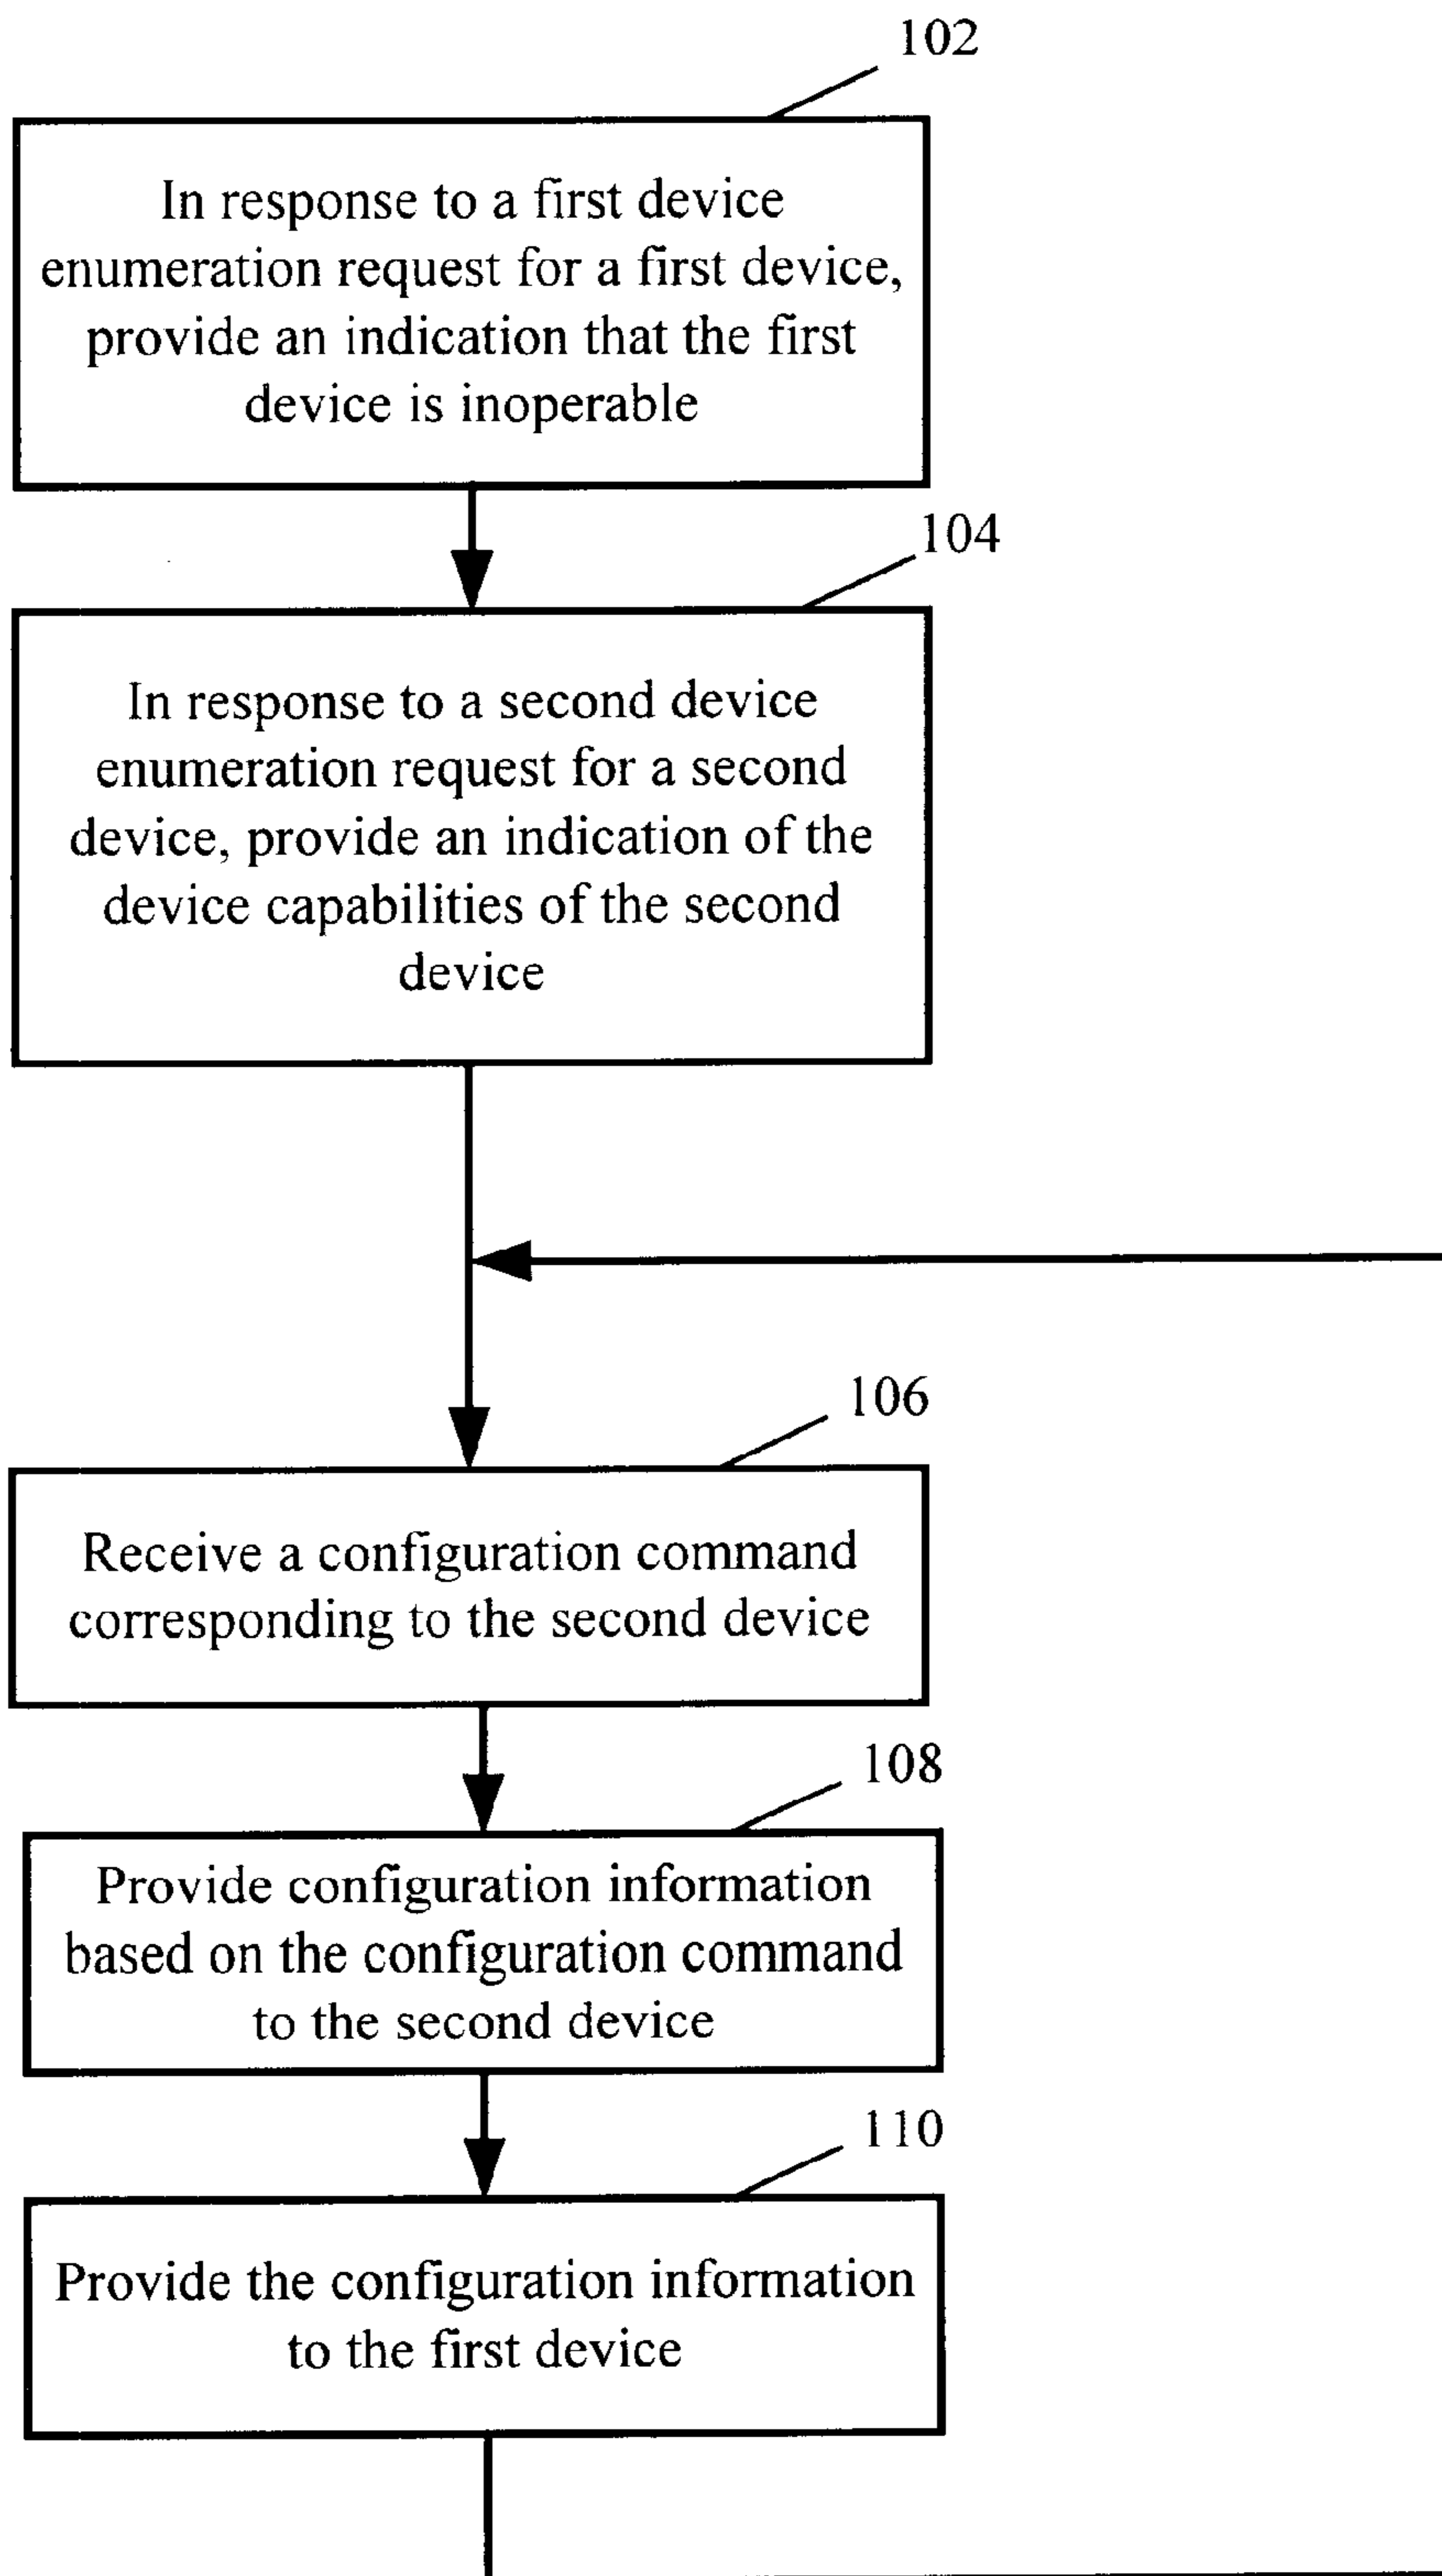 102
In response to a first device
enumeration request for a first device,
provide an indication that the first
device is inoperable
104
In response to a second device
enumeration request for a second
device, provide an indication of the
device capabilities of the second
device
106
Receive a configuration command
corresponding to the second device
108
Provide configuration information
based on the configuration command
to the second device
110
Provide the configuration information
to the first device